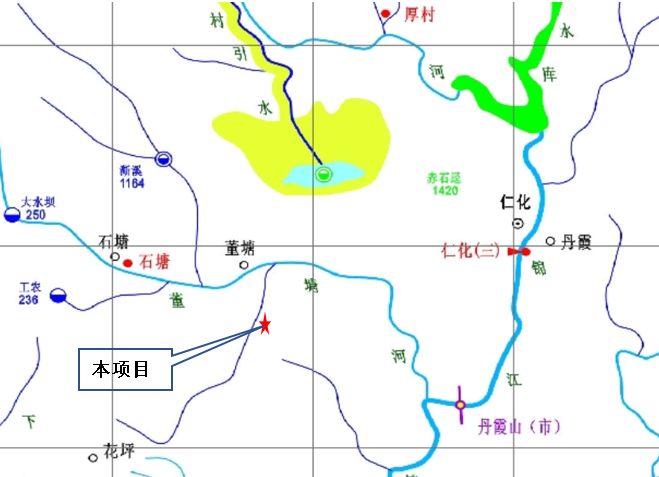 厚村
村
引
水
河
水
库
澌溪
1164
赤石迳
1420
大水坝
250
仁化
石塘
石塘
董塘
仁化(三)
丹霞
锦
工农
236
董
塘
本项目
河
江
丹霞山（市）
下
花坪